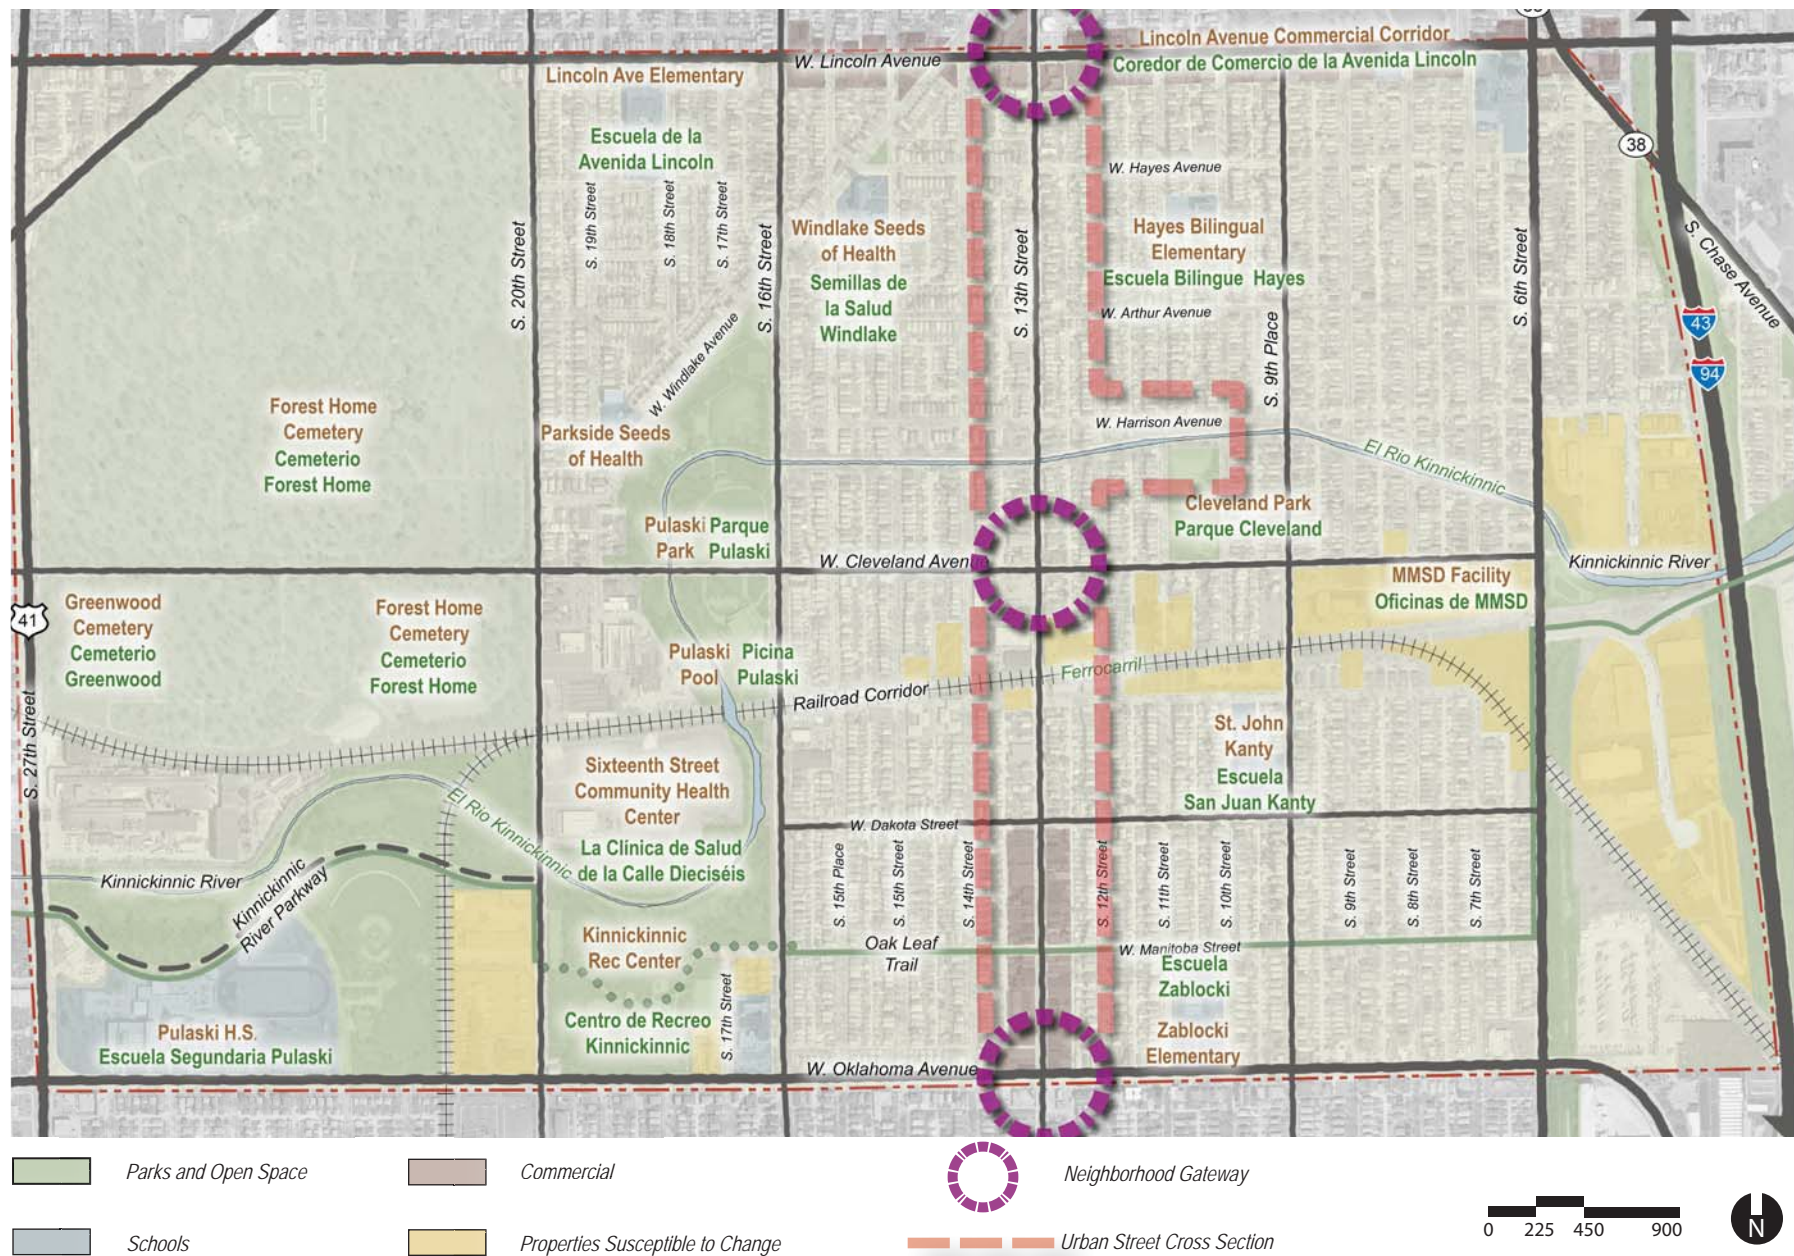 Lincoln Avenue Commercial Corridor
Coredor de Comercio de la Avenida Lincoln
W. Lincoln Avenue
Lincoln Ave Elementary
Escuela de la
Avenida Lincoln
38
W. Hayes Avenue
S. 19th Street
S. 18th Street
S. 17th Street
S. 20th Street
S. 16th Street
Windlake Seeds
of Health
Semillas de
la Salud
Windlake
S. 13th Street
Hayes Bilingual
Elementary
Escuela Bilingue Hayes
S. 6th Street
S. Chase Avenue
43
94
W. Arthur Avenue
S. 9th Place
W. Windlake Avenue
Forest Home
Cemetery
Cemeterio
Forest Home
Parkside Seeds
of Health
W. Harrison Avenue
El Rio Kinnickinnic
Cleveland Park
Parque Cleveland
Pulaski
Park
Parque
Pulaski
W. Cleveland Avenue
Kinnickinnic River
MMSD Facility
Oficinas de MMSD
41
Greenwood
Cemetery
Cemeterio
Greenwood
Forest Home
Cemetery
Cemeterio
Forest Home
Pulaski
Pool
Picina
Pulaski
Railroad Corridor
Ferrocarril
S. 27th Street
St. John
Kanty
Escuela
San Juan Kanty
Sixteenth Street
Community Health
Center
La Clínica de Salud
de la Calle Dieciséis
El Rio Kinnickinnic
W. Dakota Street
Kinnickinnic River
Kinnickinnic
River Parkway
S. 15th Place
S. 15th Street
S. 14th Street
S. 12th Street
S. 11th Street
S. 10th Street
S. 9th Street
S. 8th Street
S. 7th Street
Kinnickinnic
Rec Center
Oak Leaf
Trail
W. Manitoba Street
Escuela
Zablocki
Centro de Recreo
Kinnickinnic
S. 17th Street
Pulaski H.S.
Escuela Segundaria Pulaski
Zablocki
Elementary
W. Oklahoma Avenue
Parks and Open Space
Commercial
Neighborhood Gateway
Schools
Properties Susceptible to Change
Urban Street Cross Section
0 225 450 900
N